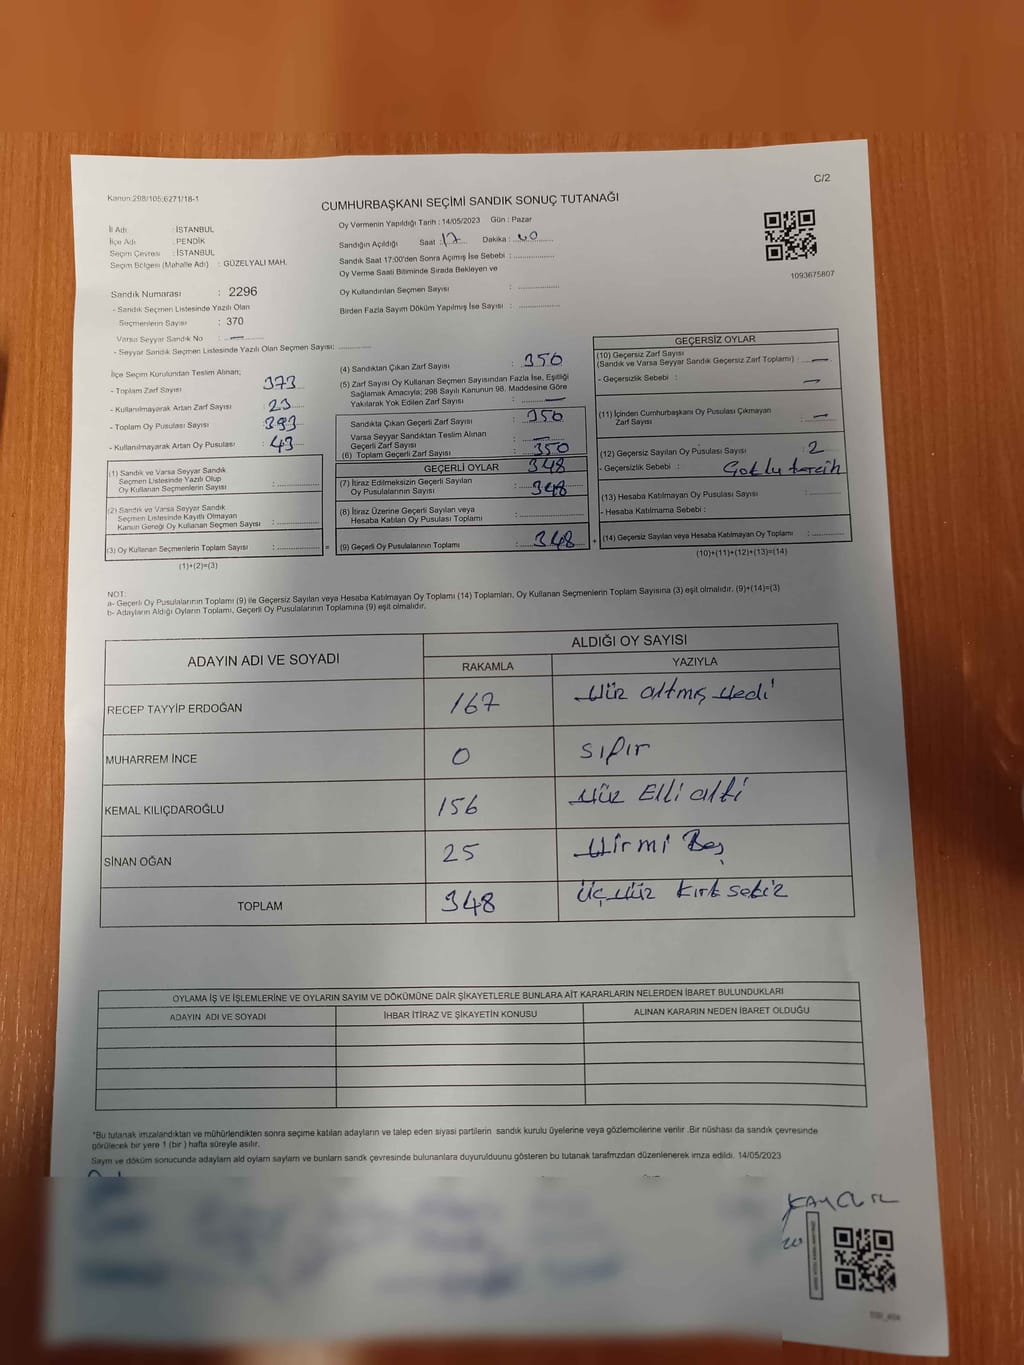 C/2
Kanun:298/105;6271/18-1
CUMHURBAŞKANI SEÇİMİ SANDIK SONUÇ TUTANAĞI
İl Adı : İSTANBUL
İlçe Adı : PENDİK
Seçim Çevresi : İSTANBUL
Seçim Bölgesi (Mahalle Adı) : GÜZELYALI MAH.
Oy Vermenin Yapıldığı Tarih : 14/05/2023 Gün : Pazar
Sandığın Açıldığı Saat : 17 Dakika :
Sandık Saat 17:00'den Sonra Açımış İse Sebebi :
Oy Verme Saati Bitiminde Sırada Bekleyen ve
Oy Kullandırılan Seçmen Sayısı :
Birden Fazla Sayım Döküm Yapılmış İse Sayısı :
1093675807
Sandık Numarası : 2296
- Sandık Seçmen Listesinde Yazılı Olan
Seçmenlerin Sayısı : 370
Varsa Seyyar Sandık No : —
- Seyyar Sandık Seçmen Listesinde Yazılı Olan Seçmen Sayısı:
İlçe Seçim Kurulundan Teslim Alınan;
- Toplam Zarf Sayısı : 373
- Kullanılmayarak Artan Zarf Sayısı : 23
- Toplam Oy Pusulası Sayısı : 393
- Kullanılmayarak Artan Oy Pusulası : 43
(1) Sandık ve Varsa Seyyar Sandık
Seçmen Listesinde Yazılı Olup
Oy Kullanan Seçmenlerin Sayısı :
(2) Sandık ve Varsa Seyyar Sandık
Seçmen Listesinde Kayıtlı Olmayan
Kanun Gereği Oy Kullanan Seçmen Sayısı :
(3) Oy Kullanan Seçmenlerin Toplam Sayısı :
(1)+(2)=(3)
(4) Sandıktan Çıkan Zarf Sayısı : 350
(5) Zarf Sayısı Oy Kullanan Seçmen Sayısından Fazla İse, Eşitliği
Sağlamak Amacıyla; 298 Sayılı Kanunun 98. Maddesine Göre
Yakılarak Yok Edilen Zarf Sayısı : —
Sandıkta Çıkan Geçerli Zarf Sayısı : 350
Varsa Seyyar Sandıktan Teslim Alınan
Geçerli Zarf Sayısı : —
(6) Toplam Geçerli Zarf Sayısı : 350
GEÇERLİ OYLAR 348
(7) İtiraz Edilmeksizin Geçerli Sayılan
Oy Pusulalarının Sayısı : 348
(8) İtiraz Üzerine Geçerli Sayılan veya
Hesaba Katılan Oy Pusulası Toplamı :
= (9) Geçerli Oy Pusulalarının Toplamı : 348
GEÇERSİZ OYLAR
(10) Geçersiz Zarf Sayısı
(Sandık ve Varsa Seyyar Sandık Geçersiz Zarf Toplamı) : —
- Geçersizlik Sebebi : —
(11) İçinden Cumhurbaşkanı Oy Pusulası Çıkmayan
Zarf Sayısı : —
(12) Geçersiz Sayılan Oy Pusulası Sayısı : 2
- Geçersizlik Sebebi : Çoklu tercih
(13) Hesaba Katılmayan Oy Pusulası Sayısı :
- Hesaba Katılmama Sebebi :
+ (14) Geçersiz Sayılan veya Hesaba Katılmayan Oy Toplamı :
(10)+(11)+(12)+(13)=(14)
NOT:
a- Geçerli Oy Pusulalarının Toplamı (9) ile Geçersiz Sayılan veya Hesaba Katılmayan Oy Toplamı (14) Toplamları, Oy Kullanan Seçmenlerin Toplam Sayısına (3) eşit olmalıdır. (9)+(14)=(3)
b- Adayların Aldığı Oyların Toplamı, Geçerli Oy Pusulalarının Toplamına (9) eşit olmalıdır.
ADAYIN ADI VE SOYADI ALDIĞI OY SAYISI
RAKAMLA YAZIYLA
RECEP TAYYİP ERDOĞAN 167 Yüz altmış yedi
MUHARREM İNCE 0 sıfır
KEMAL KILIÇDAROĞLU 156 Yüz Elli altı
SİNAN OĞAN 25 Yirmi Beş
TOPLAM 348 Üç yüz kırk sekiz
OYLAMA İŞ VE İŞLEMLERİNE VE OYLARIN SAYIM VE DÖKÜMÜNE DAİR ŞİKAYETLERLE BUNLARA AİT KARARLARIN NELERDEN İBARET BULUNDUKLARI
ADAYIN ADI VE SOYADI İHBAR İTİRAZ VE ŞİKAYETİN KONUSU ALINAN KARARIN NEDEN İBARET OLDUĞU
*Bu tutanak imzalandıktan ve mühürlendikten sonra seçime katılan adayların ve talep eden siyasi partilerin sandık kurulu üyelerine veya gözlemcilerine verilir .Bir nüshası da sandık çevresinde
görülecek bir yere 1 (bir ) hafta süreyle asılır.
Sayım ve döküm sonucunda adayların aldı oyların sayıları ve bunların sandk çevresinde bulunanlara duyurulduunu gösteren bu tutanak tarafmzdan düzenlenerek imza edildi. 14/05/2023